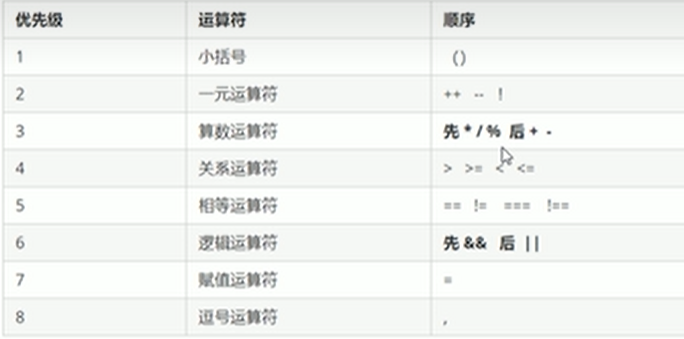 优先级 运算符 顺序
1 小括号 ()
2 一元运算符 ++ -- !
3 算数运算符 先 * / % 后 + -
4 关系运算符 > >= < <=
5 相等运算符 == != === !==
6 逻辑运算符 先 && 后 ||
7 赋值运算符 =
8 逗号运算符 ,